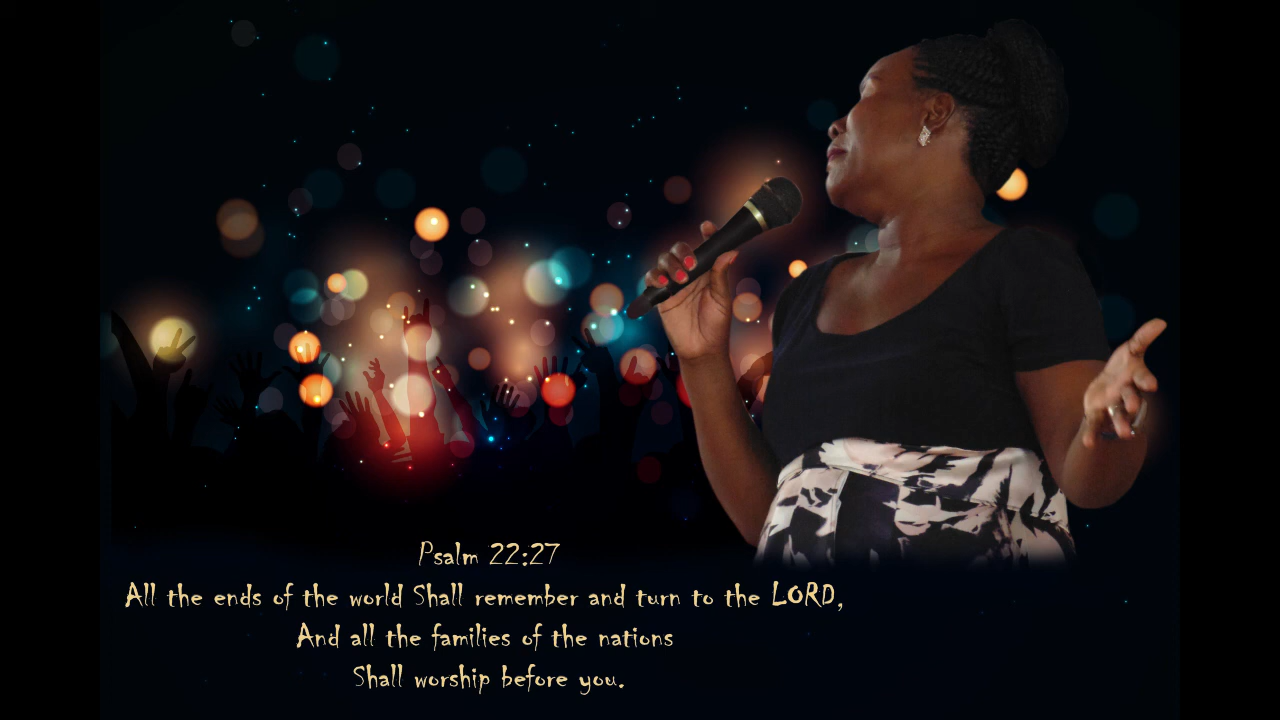 Psalm 22:27
All the ends of the world Shall remember and turn to the LORD,
And all the families of the nations
Shall worship before you.